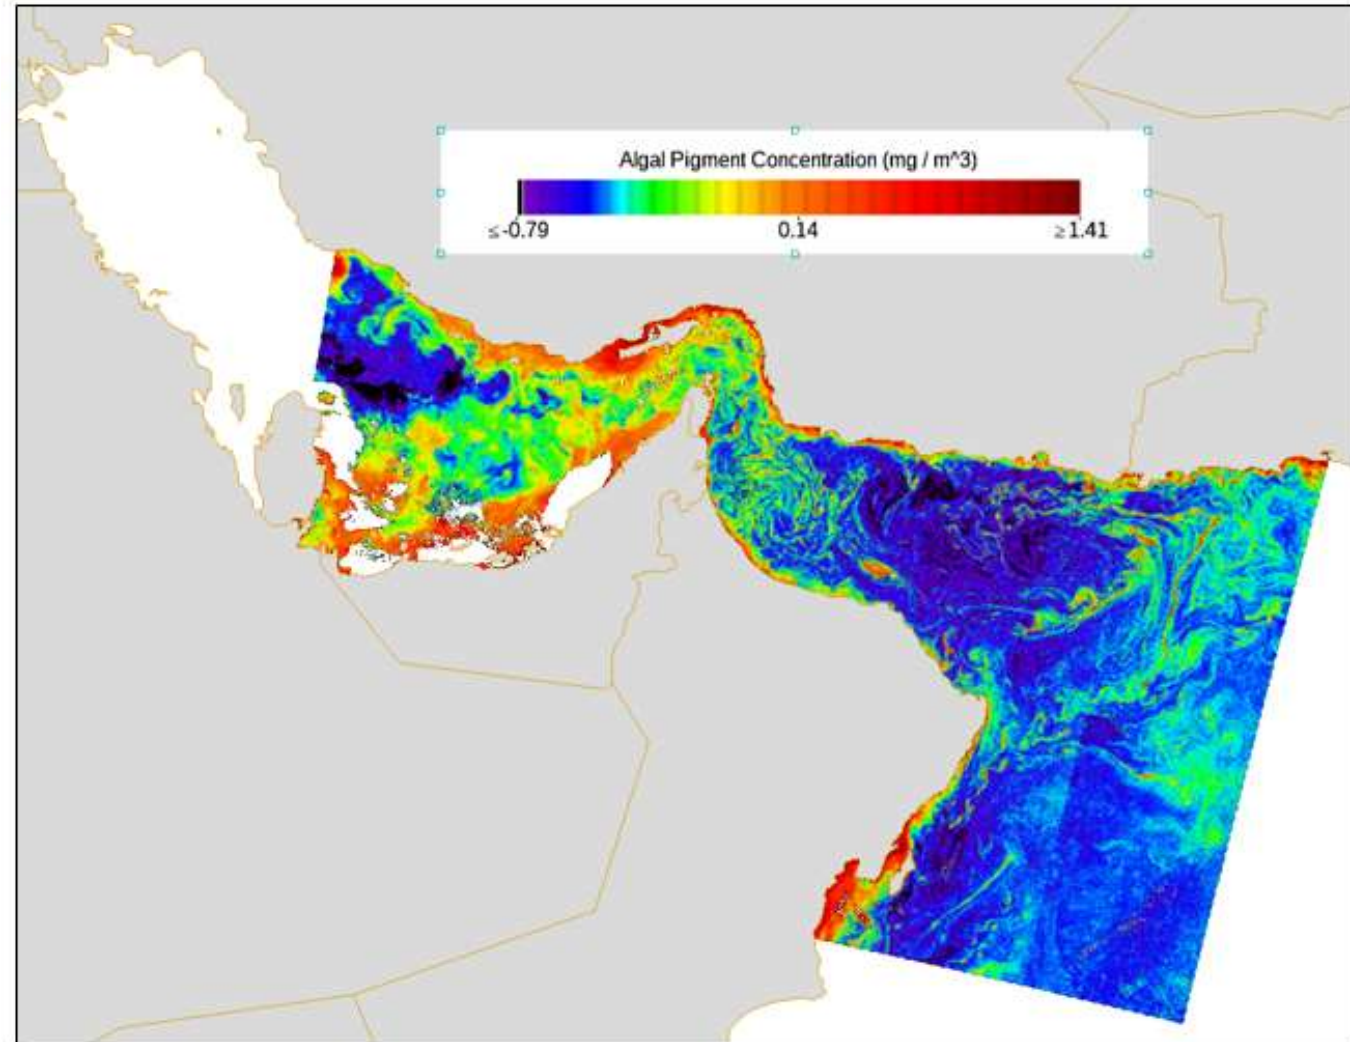 Algal Pigment Concentration (mg / m^3)
≤ -0.79 0.14 ≥ 1.41